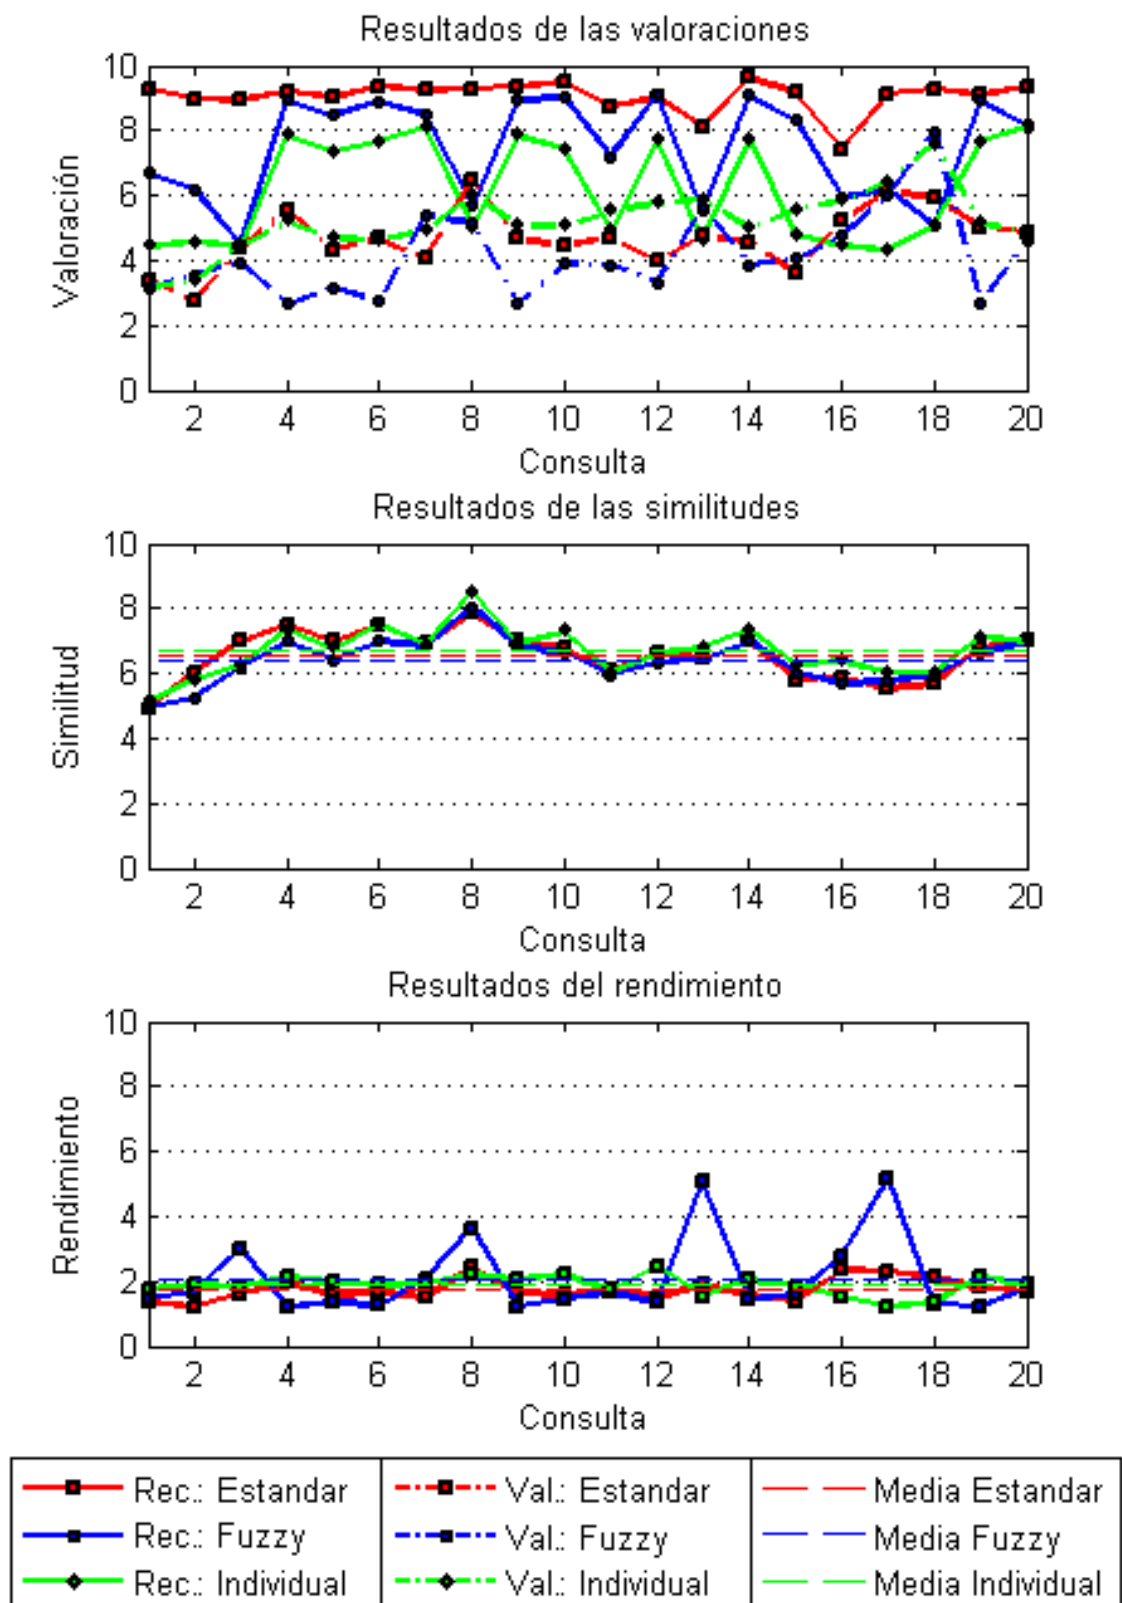 Resultados de las valoraciones
Valoración
10
8
6
4
2
0
2 4 6 8 10 12 14 16 18 20
Consulta
Resultados de las similitudes
Similitud
10
8
6
4
2
0
2 4 6 8 10 12 14 16 18 20
Consulta
Resultados del rendimiento
Rendimiento
10
8
6
4
2
0
2 4 6 8 10 12 14 16 18 20
Consulta
Rec.: Estandar Val.: Estandar Media Estandar
Rec.: Fuzzy Val.: Fuzzy Media Fuzzy
Rec.: Individual Val.: Individual Media Individual